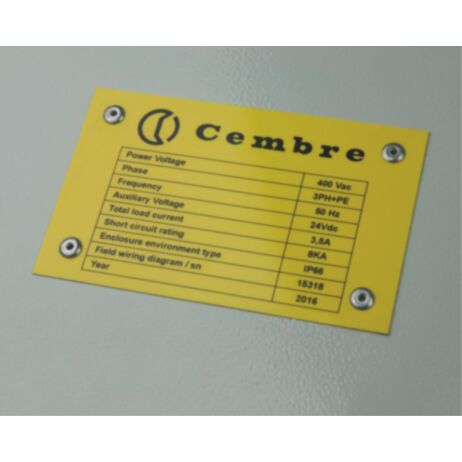 Cembre
Power Voltage 400 Vac
Phase 3PH+PE
Frequency 50 Hz
Auxiliary Voltage 24Vdc
Total load current 3,5A
Short circuit rating 8KA
Enclosure environment type IP66
Field wiring diagram / sn 15318
Year 2016